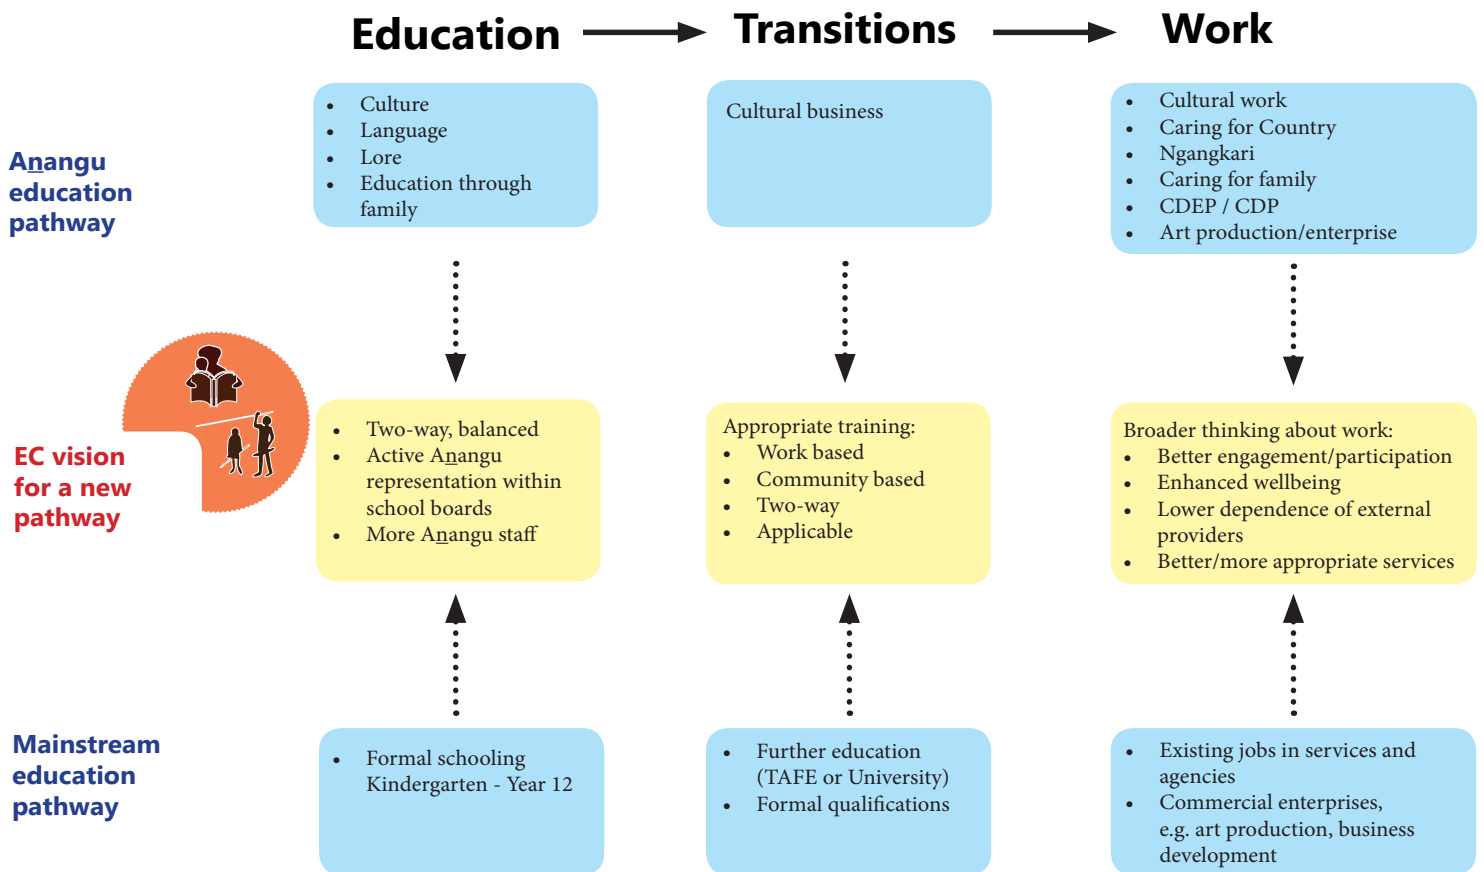 Education
Transitions
Work
Aṉangu
education
pathway
• Culture
• Language
• Lore
• Education through
family
Cultural business
• Cultural work
• Caring for Country
• Ngangkari
• Caring for family
• CDEP / CDP
• Art production/enterprise
EC vision
for a new
pathway
• Two-way, balanced
• Active Aṉangu
representation within
school boards
• More Aṉangu staff
Appropriate training:
• Work based
• Community based
• Two-way
• Applicable
Broader thinking about work:
• Better engagement/participation
• Enhanced wellbeing
• Lower dependence of external
providers
• Better/more appropriate services
Mainstream
education
pathway
• Formal schooling
Kindergarten - Year 12
• Further education
(TAFE or University)
• Formal qualifications
• Existing jobs in services and
agencies
• Commercial enterprises,
e.g. art production, business
development